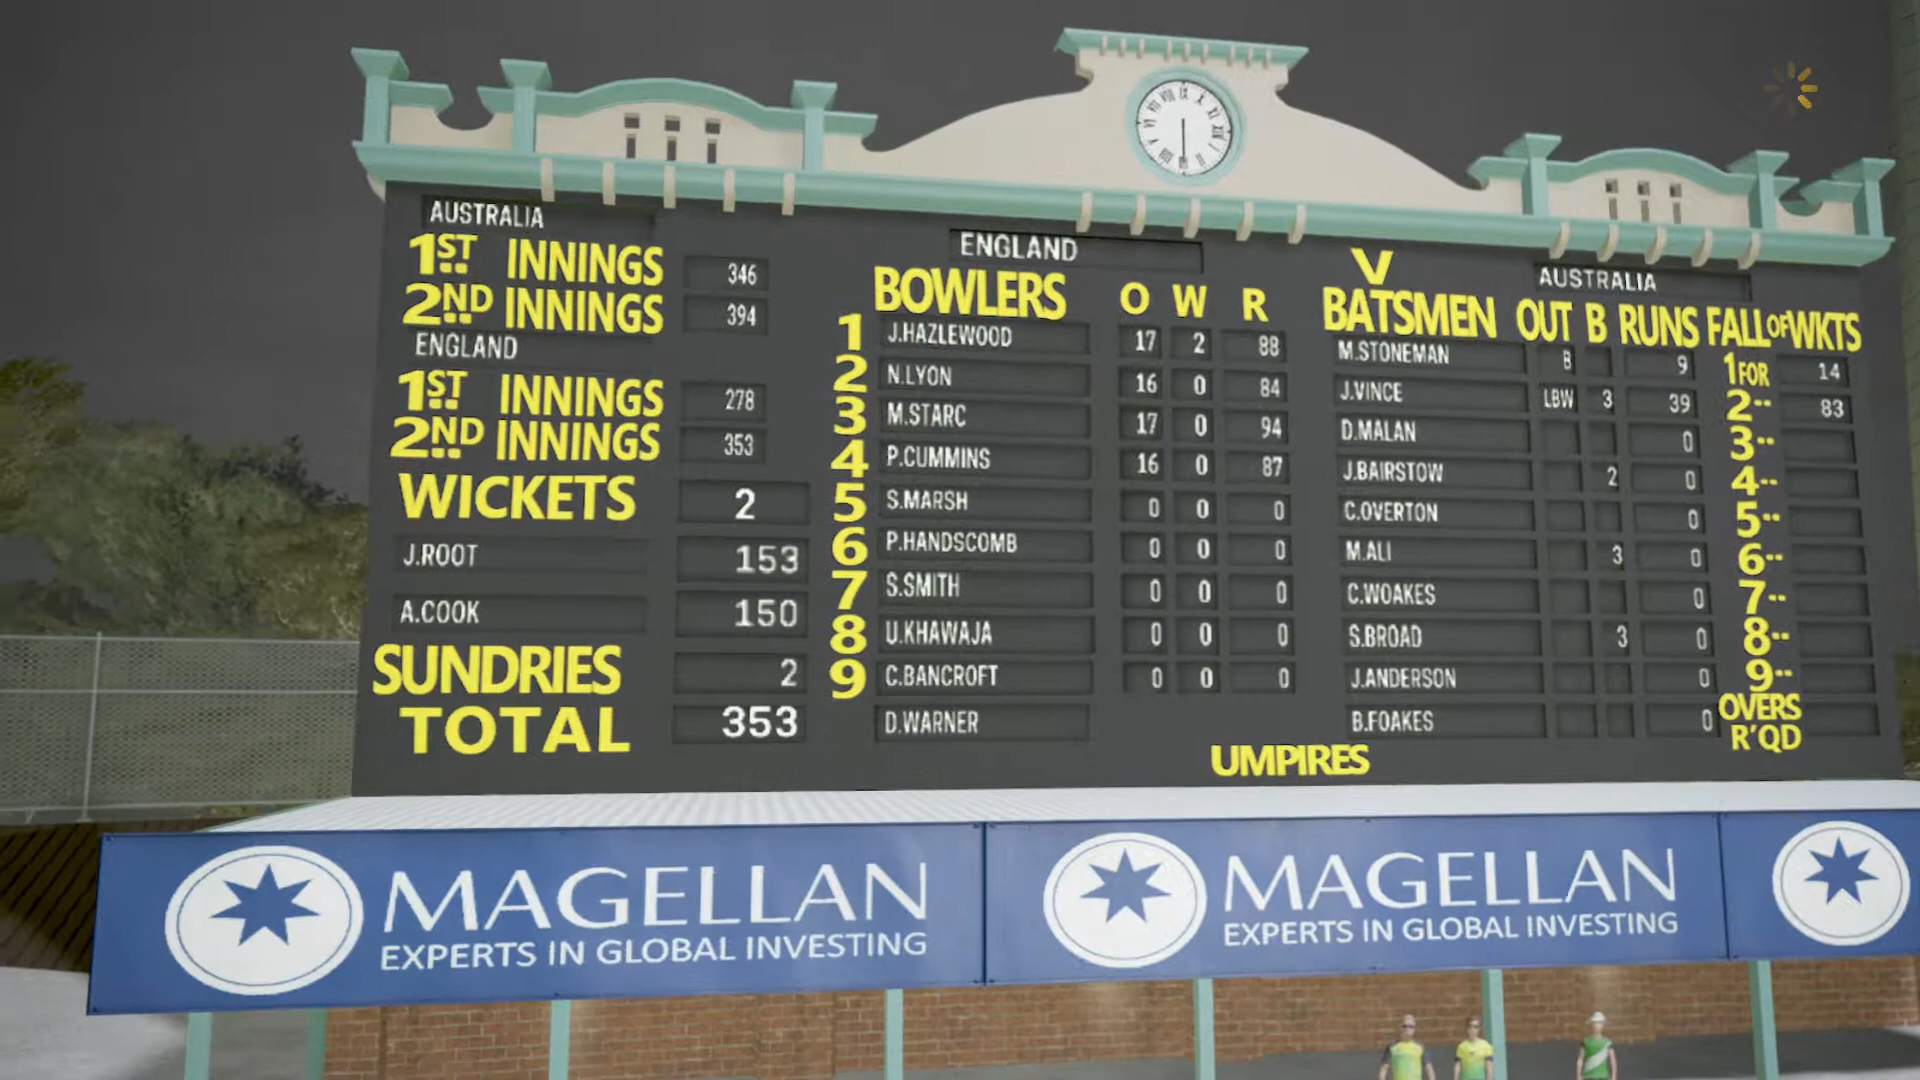 AUSTRALIA
1ST INNINGS 346
2ND INNINGS 394
ENGLAND
1ST INNINGS 278
2ND INNINGS 353
WICKETS 2
J.ROOT 153
A.COOK 150
SUNDRIES 2
TOTAL 353
ENGLAND
BOWLERS O W R
1 J.HAZLEWOOD 17 2 88
2 N.LYON 16 0 84
3 M.STARC 17 0 94
4 P.CUMMINS 16 0 87
5 S.MARSH 0 0 0
6 P.HANDSCOMB 0 0 0
7 S.SMITH 0 0 0
8 U.KHAWAJA 0 0 0
9 C.BANCROFT 0 0 0
D.WARNER
UMPIRES
V
AUSTRALIA
BATSMEN OUT B RUNS FALL OF WKTS
M.STONEMAN B 9 1 FOR 14
J.VINCE LBW 3 39 2" 83
D.MALAN 0 3"
J.BAIRSTOW 2 0 4"
C.OVERTON 0 5"
M.ALI 3 0 6"
C.WOAKES 0 7"
S.BROAD 3 0 8"
J.ANDERSON 0 9"
B.FOAKES 0 OVERS R'QD
MAGELLAN
EXPERTS IN GLOBAL INVESTING
MAGELLAN
EXPERTS IN GLOBAL INVESTING